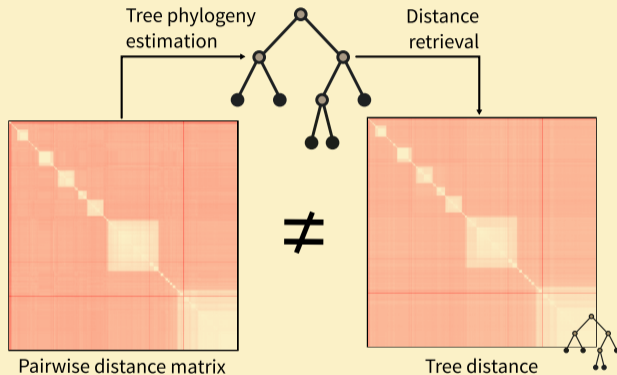 Tree phylogeny
estimation
Distance
retrieval
≠
Pairwise distance matrix
Tree distance